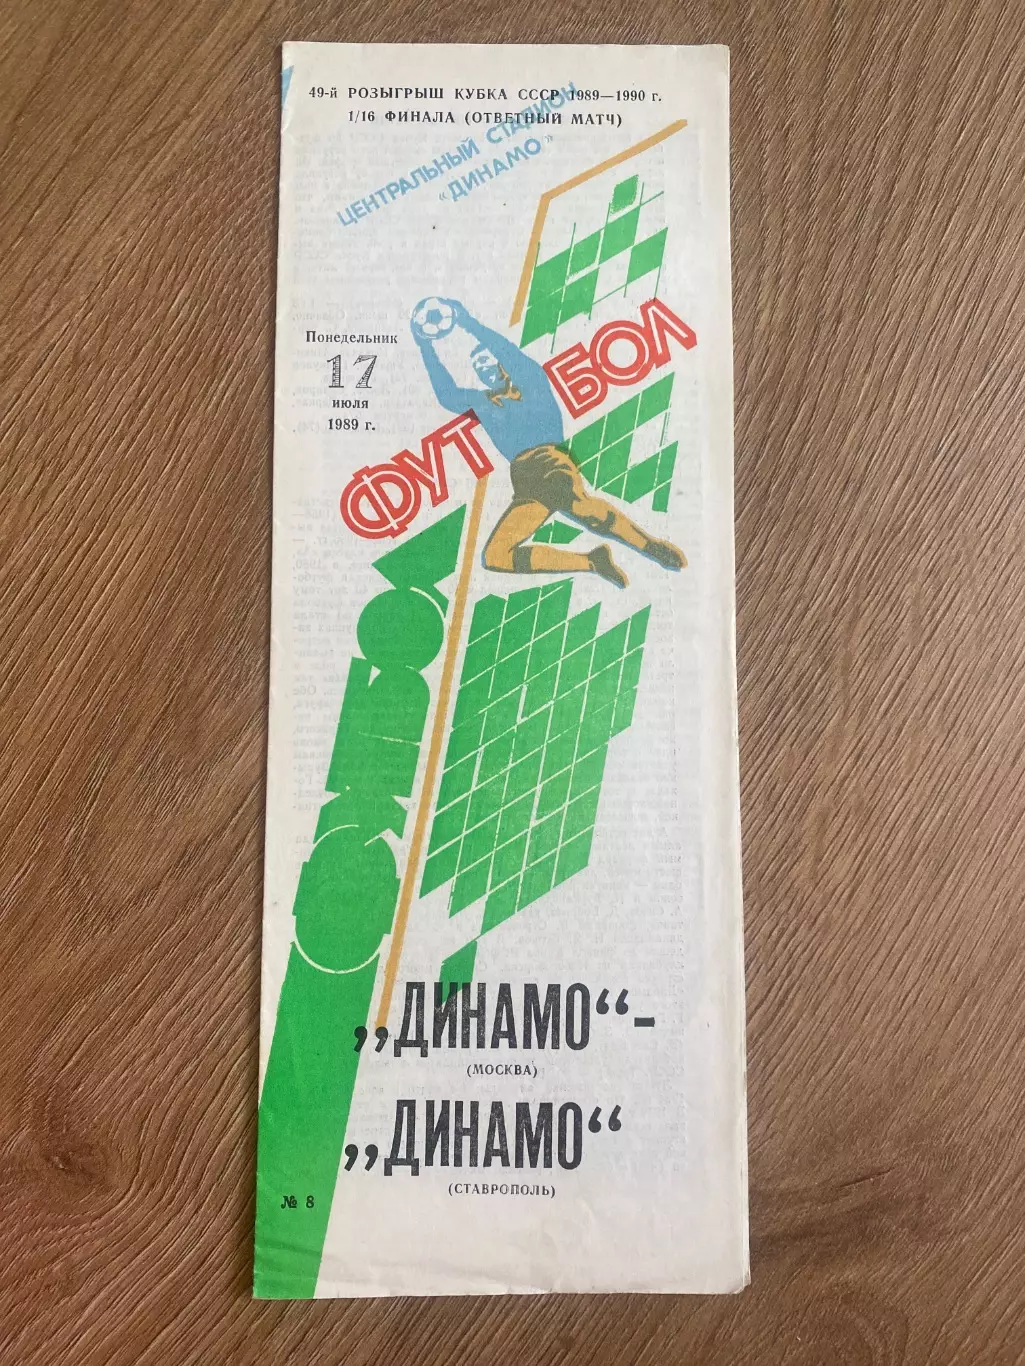 49-й РОЗЫГРЫШ КУБКА СССР 1989—1990 г.
1/16 ФИНАЛА (ОТВЕТНЫЙ МАТЧ)
ЦЕНТРАЛЬНЫЙ СТАДИОН
„ДИНАМО"
Понедельник
17
июля
1989 г.
ФУТ
БОЛ
„ДИНАМО“-
(МОСКВА)
„ДИНАМО“
(СТАВРОПОЛЬ)
№ 8